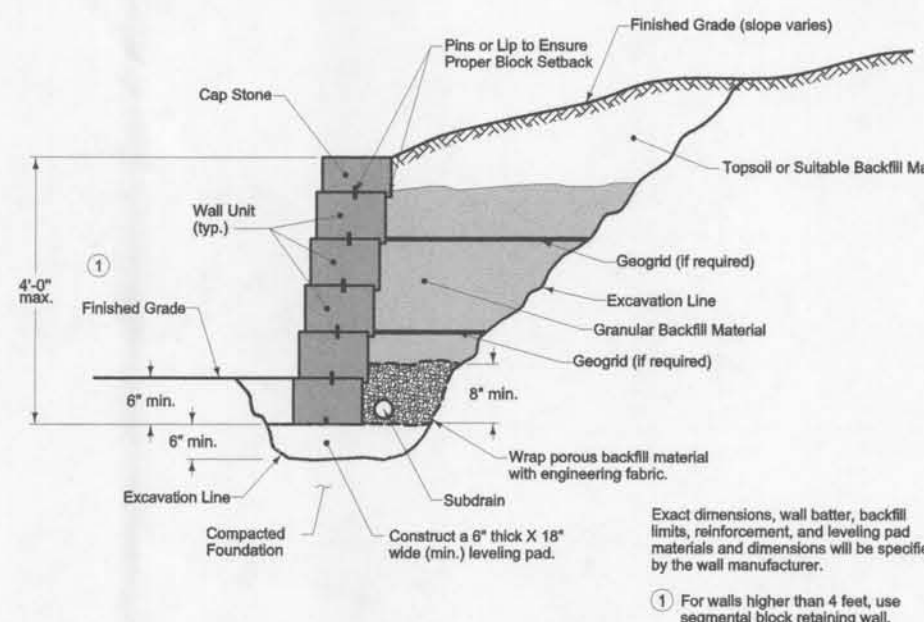 Finished Grade (slope varies)
Pins or Lip to Ensure
Proper Block Setback
Cap Stone
Topsoil or Suitable Backfill Ma
Wall Unit
(typ.)
1
Geogrid (if required)
4'-0"
max.
Excavation Line
Finished Grade
Granular Backfill Material
Geogrid (if required)
6" min.
8" min.
6" min.
Wrap porous backfill material
with engineering fabric.
Excavation Line
Subdrain
Compacted
Foundation
Construct a 6" thick X 18"
wide (min.) leveling pad.
Exact dimensions, wall batter, backfill
limits, reinforcement, and leveling pad
materials and dimensions will be specifie
by the wall manufacturer.
1 For walls higher than 4 feet, use
segmental block retaining wall.